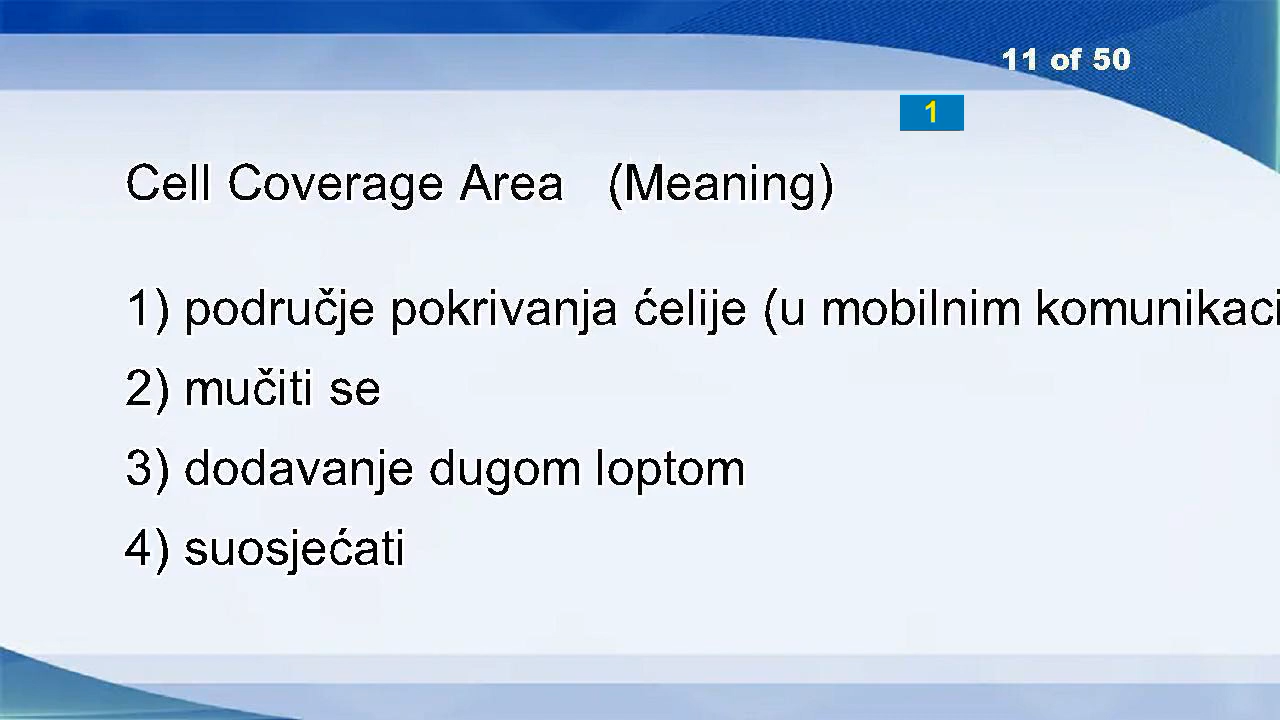 11 of 50
1
Cell Coverage Area (Meaning)
1) područje pokrivanja ćelije (u mobilnim komunikaci
2) mučiti se
3) dodavanje dugom loptom
4) suosjećati